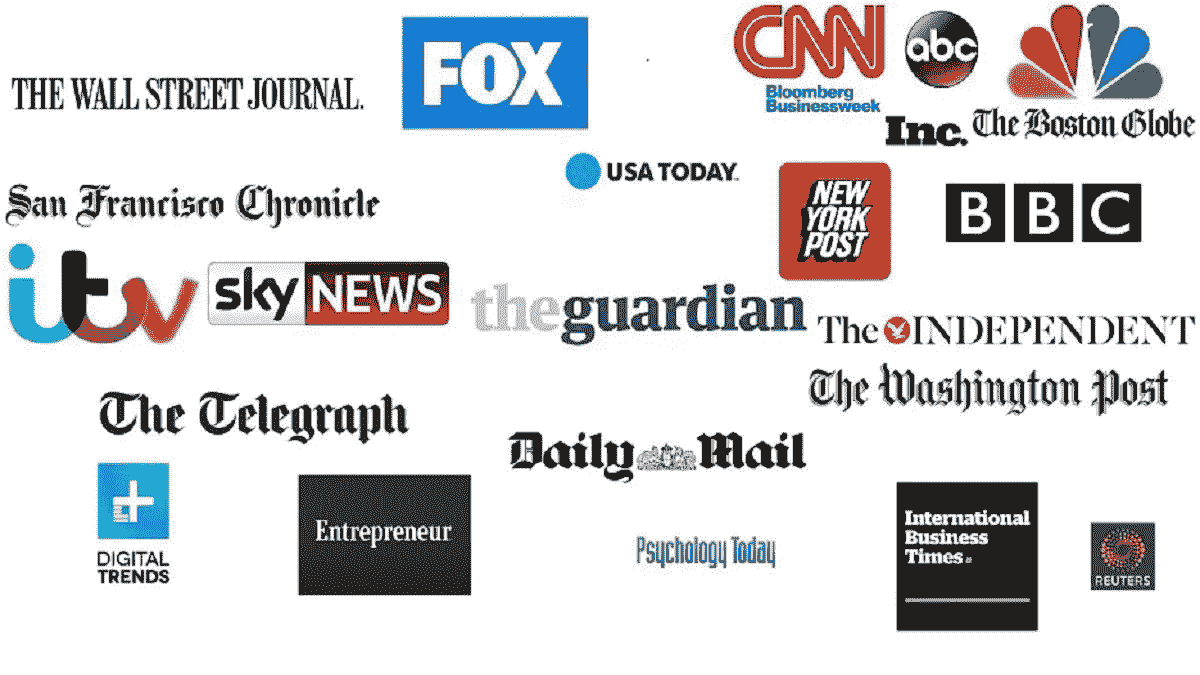 THE WALL STREET JOURNAL.
FOX
CNN
abc
Bloomberg
Businessweek
Inc.
The Boston Globe
USA TODAY
San Francisco Chronicle
NEW
YORK
POST
BBC
itv
sky NEWS
theguardian
The INDEPENDENT
The Washington Post
The Telegraph
Daily Mail
DIGITAL
TRENDS
Entrepreneur
Psychology Today
International
Business
Times
REUTERS